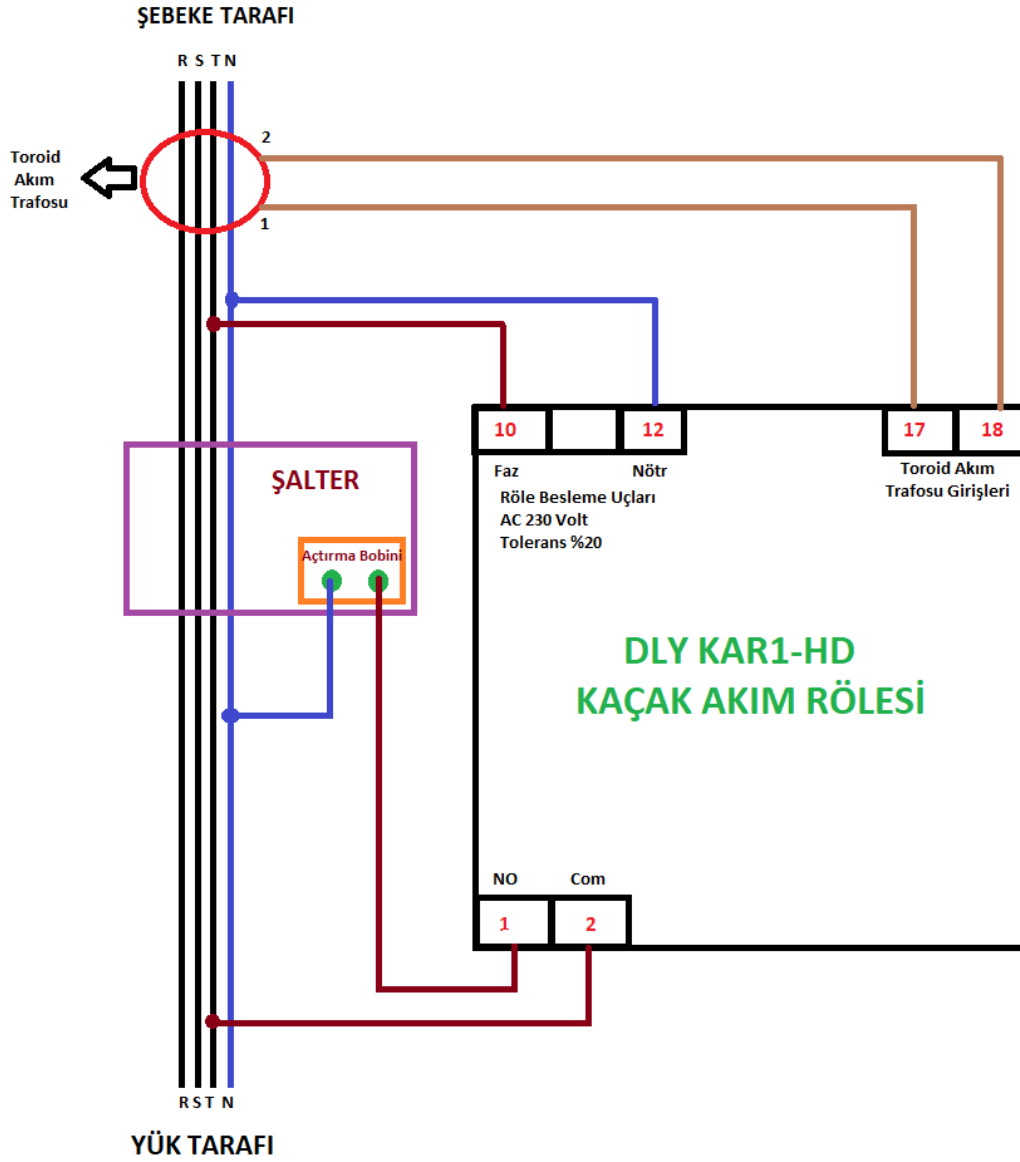 ŞEBEKE TARAFI
R S T N
2
Toroid
Akım
Trafosu
1
10
12
17
18
Faz
Nötr
Röle Besleme Uçları
AC 230 Volt
Tolerans %20
Toroid Akım
Trafosu Girişleri
ŞALTER
Açtırma Bobini
DLY KAR1-HD
KAÇAK AKIM RÖLESİ
NO
Com
1
2
R S T N
YÜK TARAFI